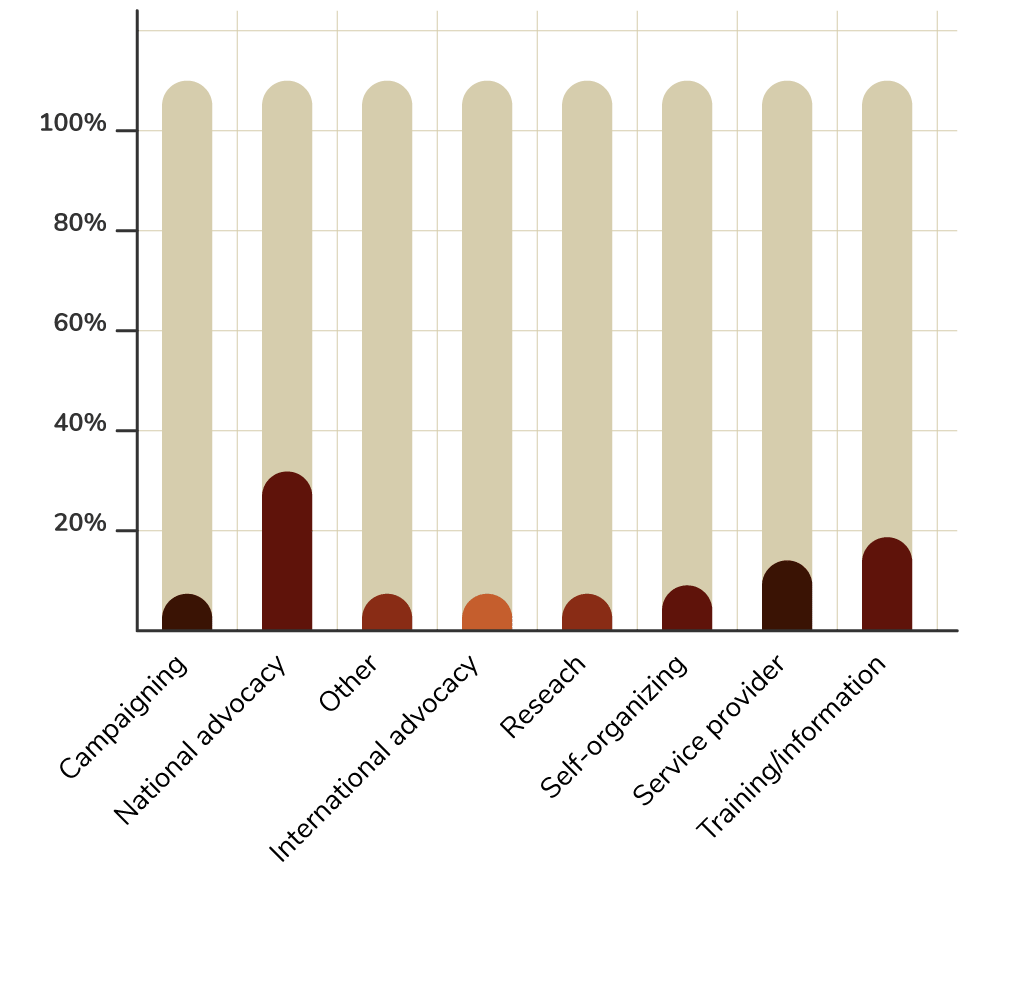 100%
80%
60%
40%
20%
Campaigning
National advocacy
Other
International advocacy
Reseach
Self-organizing
Service provider
Training/information